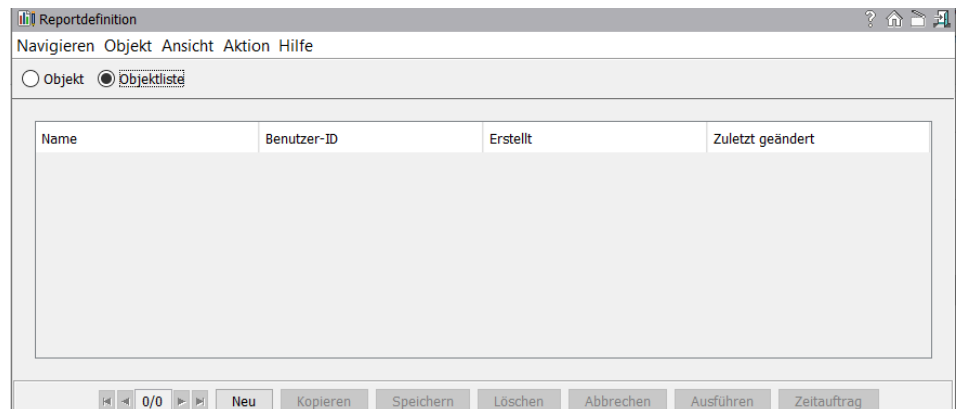 Reportdefinition ?
Navigieren Objekt Ansicht Aktion Hilfe
Objekt Objektliste
Name Benutzer-ID Erstellt Zuletzt geändert
0/0 Neu Kopieren Speichern Löschen Abbrechen Ausführen Zeitauftrag